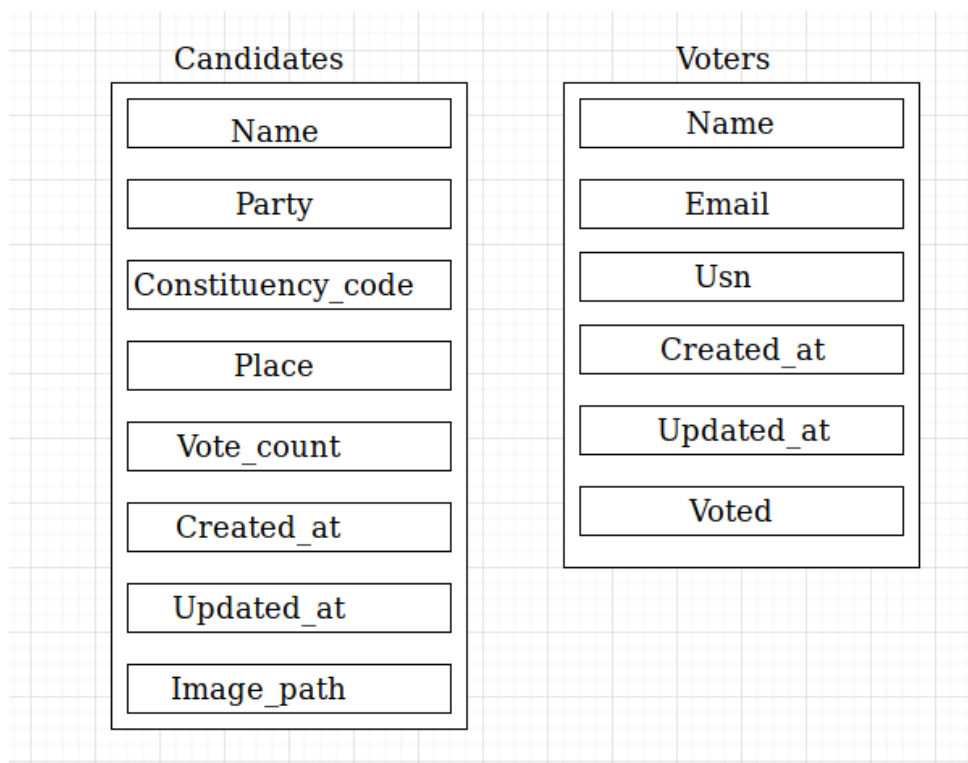 Candidates
Name
Party
Constituency_code
Place
Vote_count
Created_at
Updated_at
Image_path
Voters
Name
Email
Usn
Created_at
Updated_at
Voted